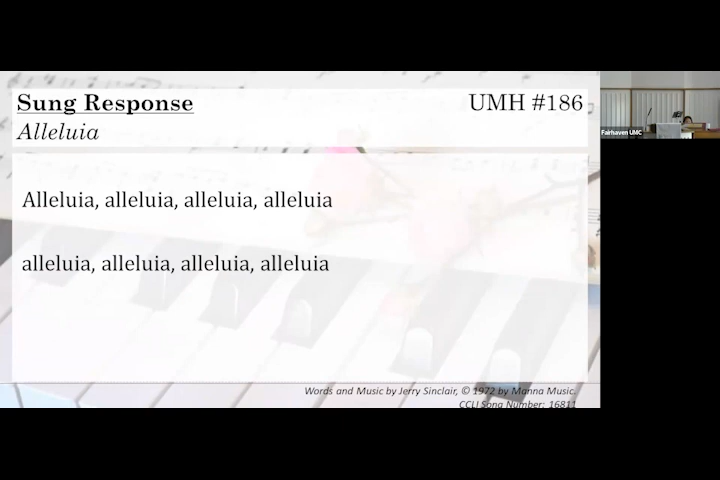 Sung Response
UMH #186
Alleluia
Alleluia, alleluia, alleluia, alleluia
alleluia, alleluia, alleluia, alleluia
Words and Music by Jerry Sinclair, © 1972 by Manna Music.
CCLI Song Number: 16811
Fairhaven UMC